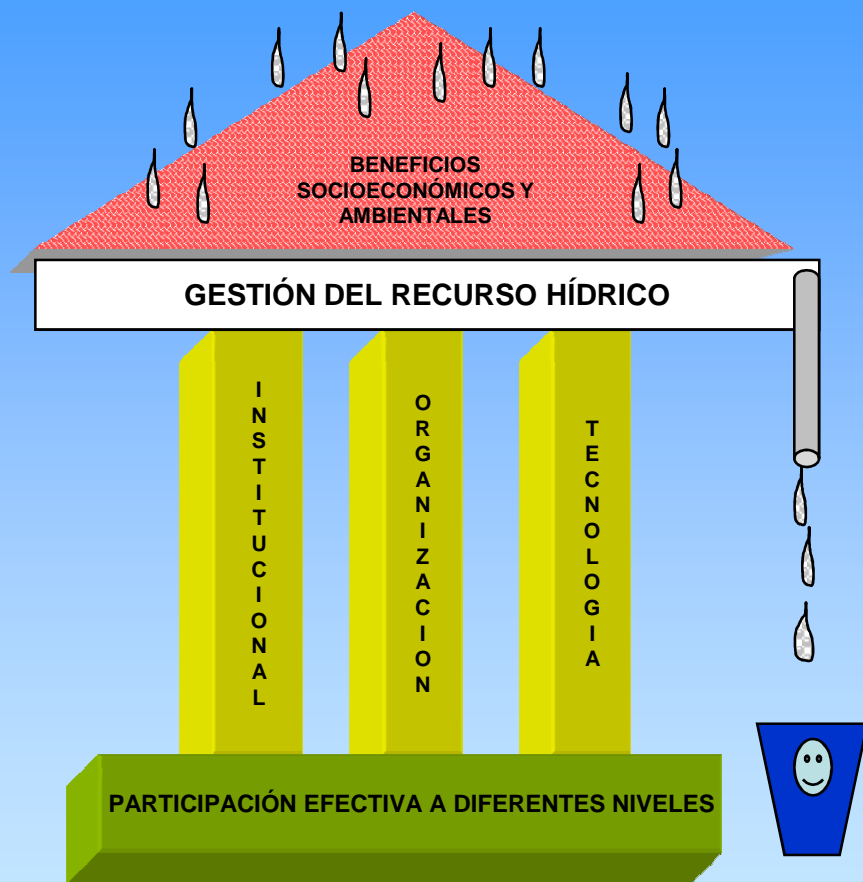 BENEFICIOS
SOCIOECONÓMICOS Y
AMBIENTALES
GESTIÓN DEL RECURSO HÍDRICO
INSTITUCIONAL
ORGANIZACION
TECNOLOGIA
PARTICIPACIÓN EFECTIVA A DIFERENTES NIVELES